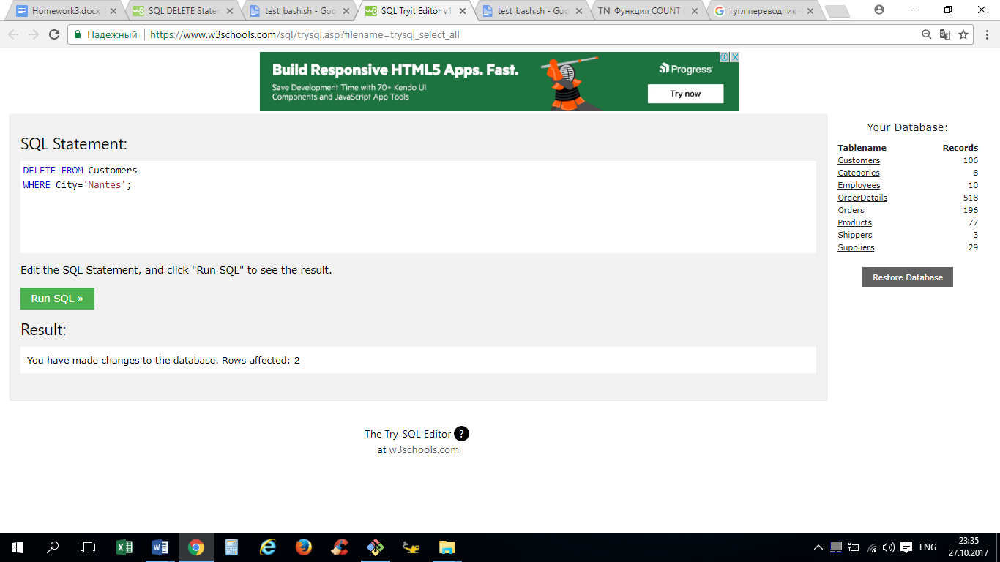 Homework3.docx
SQL DELETE Statem
test_bash.sh - Goo
SQL Tryit Editor v1
test_bash.sh - Goo
TN Функция COUNT
гугл переводчик -
Надежный
https://www.w3schools.com/sql/trysql.asp?filename=trysql_select_all
Build Responsive HTML5 Apps. Fast.
Save Development Time with 70+ Kendo UI
Components and JavaScript App Tools
Progress
Try now
SQL Statement:
DELETE FROM Customers
WHERE City='Nantes';
Edit the SQL Statement, and click "Run SQL" to see the result.
Run SQL »
Result:
You have made changes to the database. Rows affected: 2
Your Database:
Tablename Records
Customers 106
Categories 8
Employees 10
OrderDetails 518
Orders 196
Products 77
Shippers 3
Suppliers 29
Restore Database
The Try-SQL Editor ?
at w3schools.com
ENG
23:35
27.10.2017